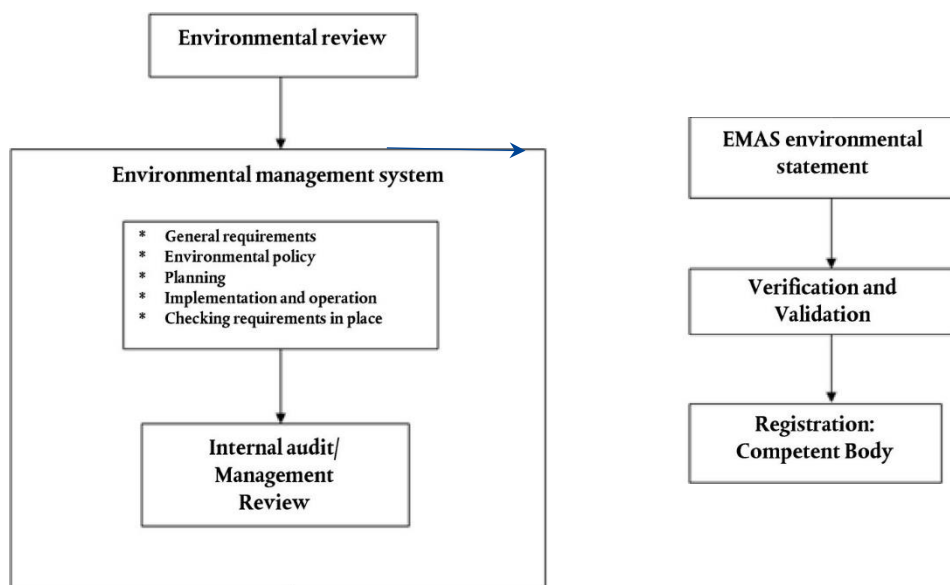 Environmental review
Environmental management system
* General requirements
* Environmental policy
* Planning
* Implementation and operation
* Checking requirements in place
Internal audit/
Management
Review
EMAS environmental
statement
Verification and
Validation
Registration:
Competent Body